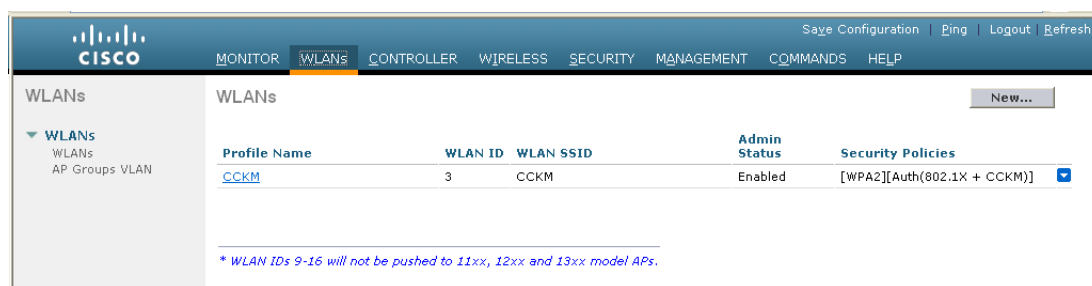 Save Configuration | Ping | Logout | Refresh
CISCO
MONITOR WLANs CONTROLLER WIRELESS SECURITY MANAGEMENT COMMANDS HELP
WLANs
WLANs
WLANs
AP Groups VLAN
WLANs
New...
Profile Name WLAN ID WLAN SSID Admin Status Security Policies
CCKM 3 CCKM Enabled [WPA2][Auth(802.1X + CCKM)]
* WLAN IDs 9-16 will not be pushed to 11xx, 12xx and 13xx model APs.